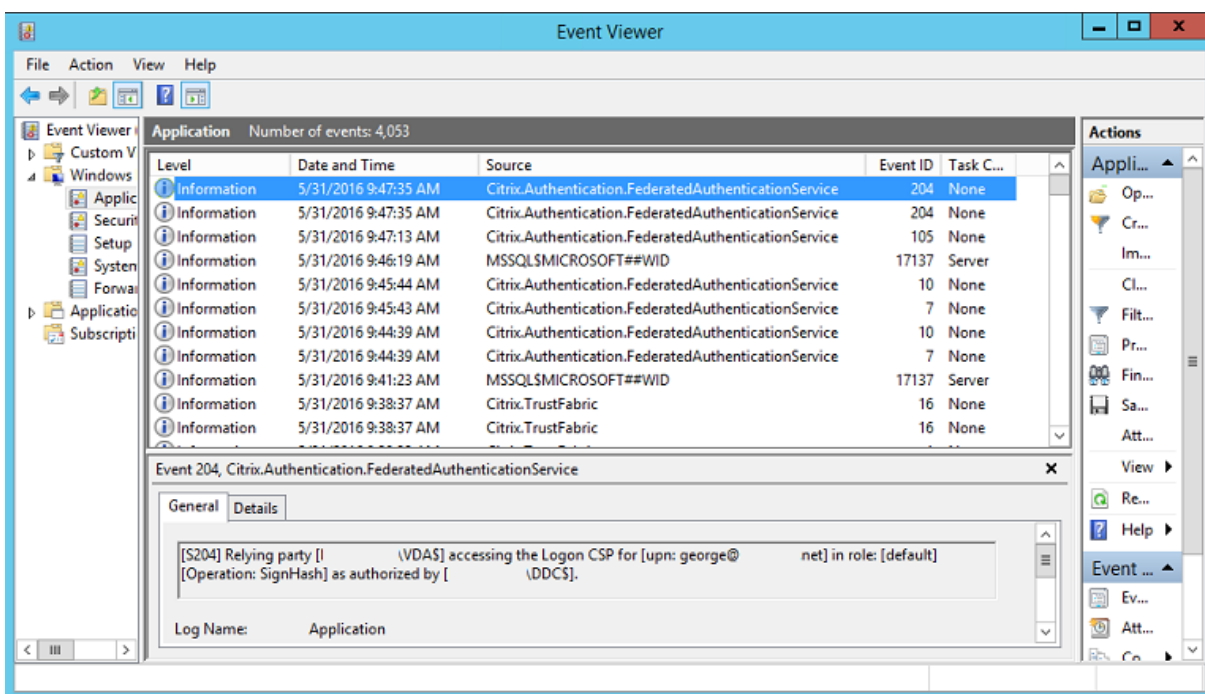 Event Viewer
File Action View Help
Event Viewer
Custom V
Windows
Applic
Securit
Setup
System
Forwar
Applicatio
Subscripti
Application Number of events: 4,053
Level Date and Time Source Event ID Task C...
Information 5/31/2016 9:47:35 AM Citrix.Authentication.FederatedAuthenticationService 204 None
Information 5/31/2016 9:47:35 AM Citrix.Authentication.FederatedAuthenticationService 204 None
Information 5/31/2016 9:47:13 AM Citrix.Authentication.FederatedAuthenticationService 105 None
Information 5/31/2016 9:46:19 AM MSSQL$MICROSOFT##WID 17137 Server
Information 5/31/2016 9:45:44 AM Citrix.Authentication.FederatedAuthenticationService 10 None
Information 5/31/2016 9:45:43 AM Citrix.Authentication.FederatedAuthenticationService 7 None
Information 5/31/2016 9:44:39 AM Citrix.Authentication.FederatedAuthenticationService 10 None
Information 5/31/2016 9:44:39 AM Citrix.Authentication.FederatedAuthenticationService 7 None
Information 5/31/2016 9:41:23 AM MSSQL$MICROSOFT##WID 17137 Server
Information 5/31/2016 9:38:37 AM Citrix.TrustFabric 16 None
Information 5/31/2016 9:38:37 AM Citrix.TrustFabric 16 None
Event 204, Citrix.Authentication.FederatedAuthenticationService
General Details
[S204] Relying party [ \VDA$] accessing the Logon CSP for [upn: george@ net] in role: [default]
[Operation: SignHash] as authorized by [ \DDC$].
Log Name: Application
Actions
Appli...
Op...
Cr...
Im...
Cl...
Filt...
Pr...
Fin...
Sa...
Att...
View
Re...
Help
Event ...
Ev...
Att...
Co...